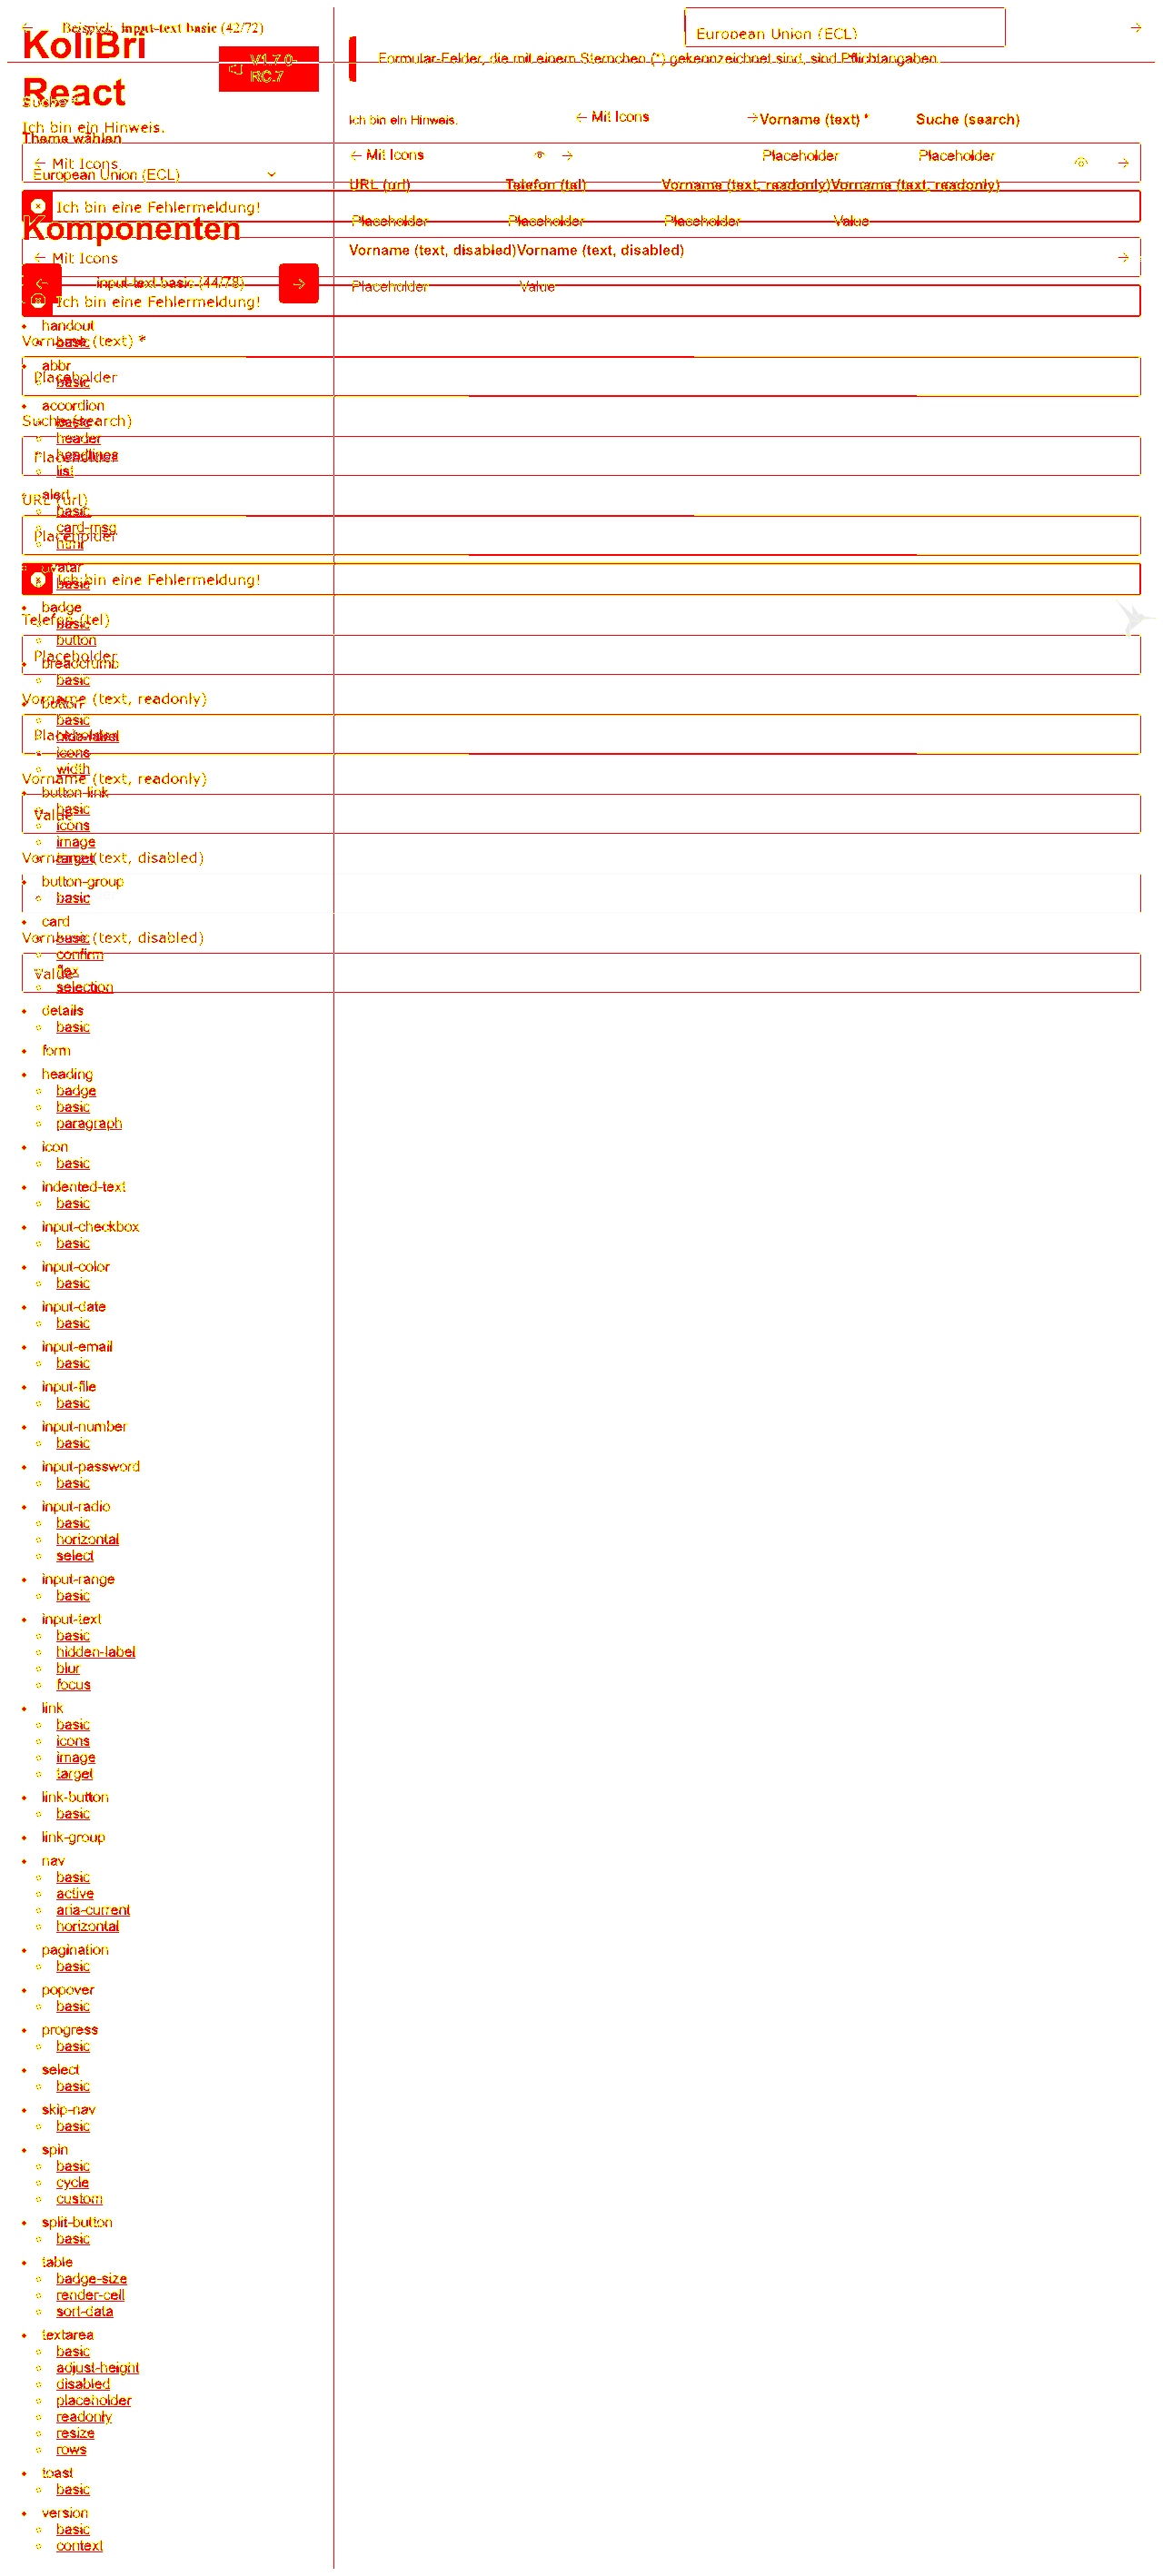 Beispiel: input-text basic (42/72)
European Union (ECL)
KoliBri
React
V1.7.0-
RC.7
Formular-Felder, die mit einem Sternchen (*) gekennzeichnet sind, sind Pflichtangaben.
Suche *
Ich bin ein Hinweis.
Theme wählen
Ich bin ein Hinweis.
← Mit Icons
Vorname (text) *
Suche (search)
← Mit Icons
European Union (ECL)
← Mit Icons
Placeholder
Placeholder
URL (url)
Telefon (tel)
Vorname (text, readonly)
Vorname (text, readonly)
Ich bin eine Fehlermeldung!
Placeholder
Placeholder
Placeholder
Value
Komponenten
← Mit Icons
Vorname (text, disabled)
Vorname (text, disabled)
input-text basic (44/78)
Placeholder
Value
Ich bin eine Fehlermeldung!
handout
Vorname (text) *
basic
abbr
Placeholder
basic
accordion
Suche (search)
basic
header
headlines
Placeholder
list
alert
URL (url)
basic
card-msg
Placeholder
html
avatar
Ich bin eine Fehlermeldung!
basic
badge
Telefon (tel)
basic
button
Placeholder
breadcrumb
basic
Vorname (text, readonly)
button
basic
Placeholder
hide-label
icons
width
Vorname (text, readonly)
button-link
basic
Value
icons
image
Vorname (text, disabled)
target
button-group
basic
card
Vorname (text, disabled)
basic
confirm
flex
Value
selection
details
basic
form
heading
badge
basic
paragraph
icon
basic
indented-text
basic
input-checkbox
basic
input-color
basic
input-date
basic
input-email
basic
input-file
basic
input-number
basic
input-password
basic
input-radio
basic
horizontal
select
input-range
basic
input-text
basic
hidden-label
blur
focus
link
basic
icons
image
target
link-button
basic
link-group
nav
basic
active
aria-current
horizontal
pagination
basic
popover
basic
progress
basic
select
basic
skip-nav
basic
spin
basic
cycle
custom
split-button
basic
table
badge-size
render-cell
sort-data
textarea
basic
adjust-height
disabled
placeholder
readonly
resize
rows
toast
basic
version
basic
context